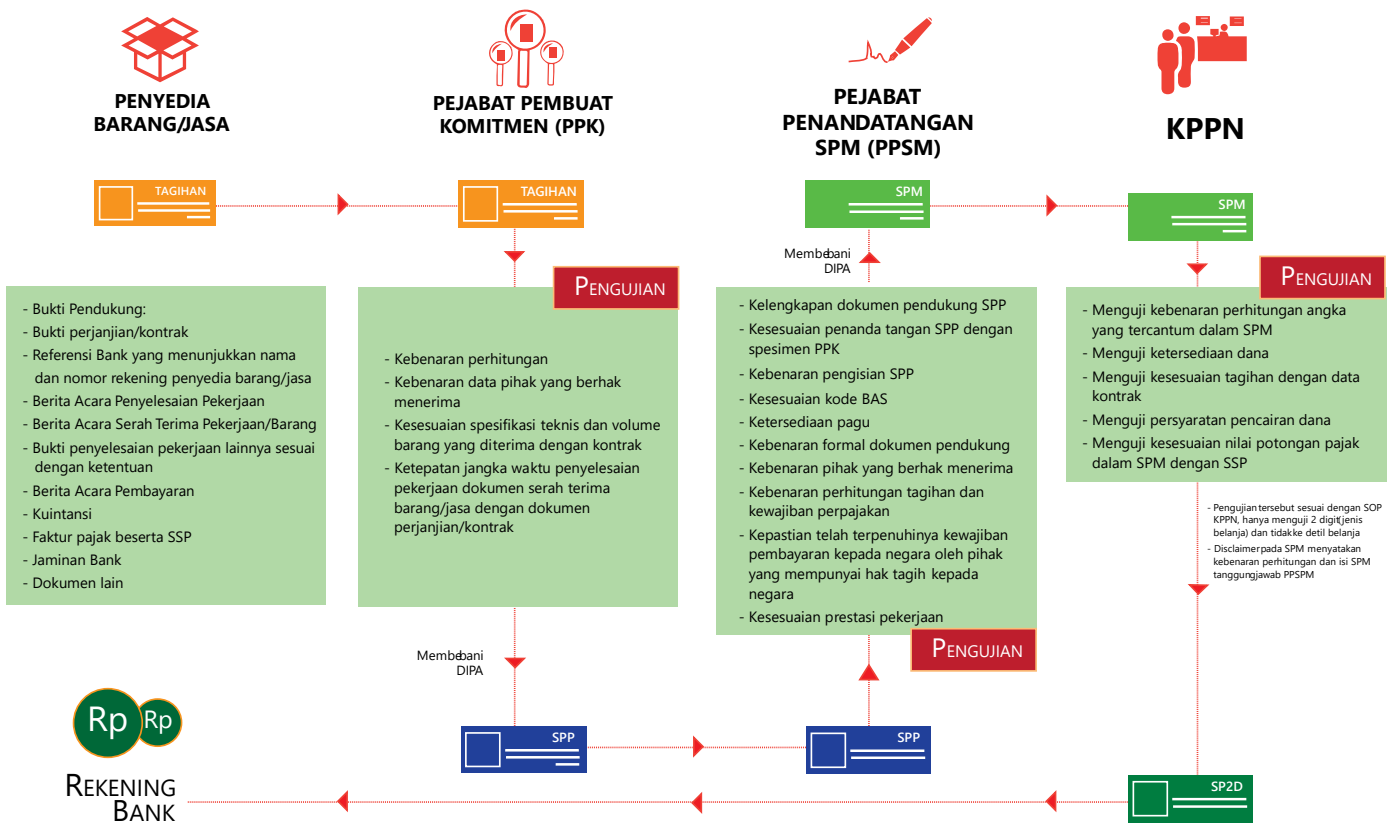 PENYEDIA
BARANG/JASA
TAGIHAN
- Bukti Pendukung:
- Bukti perjanjian/kontrak
- Referensi Bank yang menunjukkan nama
dan nomor rekening penyedia barang/jasa
- Berita Acara Penyelesaian Pekerjaan
- Berita Acara Serah Terima Pekerjaan/Barang
- Bukti penyelesaian pekerjaan lainnya sesuai
dengan ketentuan
- Berita Acara Pembayaran
- Kuintansi
- Faktur pajak beserta SSP
- Jaminan Bank
- Dokumen lain
PEJABAT PEMBUAT
KOMITMEN (PPK)
TAGIHAN
PENGUJIAN
- Kebenaran perhitungan
- Kebenaran data pihak yang berhak
menerima
- Kesesuaian spesifikasi teknis dan volume
barang yang diterima dengan kontrak
- Ketepatan jangka waktu penyelesaian
pekerjaan dokumen serah terima
barang/jasa dengan dokumen
perjanjian/kontrak
Membebani
DIPA
SPP
PEJABAT
PENANDATANGAN
SPM (PPSM)
SPM
Membebani
DIPA
- Kelengkapan dokumen pendukung SPP
- Kesesuaian penanda tangan SPP dengan
spesimen PPK
- Kebenaran pengisian SPP
- Kesesuaian kode BAS
- Ketersediaan pagu
- Kebenaran formal dokumen pendukung
- Kebenaran pihak yang berhak menerima
- Kebenaran perhitungan tagihan dan
kewajiban perpajakan
- Kepastian telah terpenuhinya kewajiban
pembayaran kepada negara oleh pihak
yang mempunyai hak tagih kepada
negara
- Kesesuaian prestasi pekerjaan
PENGUJIAN
SPP
KPPN
SPM
PENGUJIAN
- Menguji kebenaran perhitungan angka
yang tercantum dalam SPM
- Menguji ketersediaan dana
- Menguji kesesuaian tagihan dengan data
kontrak
- Menguji persyaratan pencairan dana
- Menguji kesesuaian nilai potongan pajak
dalam SPM dengan SSP
- Pengujian tersebut sesuai dengan SOP
KPPN, hanya menguji 2 digit(jenis
belanja) dan tidakke detil belanja
- Disclaimerpada SPM menyatakan
kebenaran perhitungan dan isi SPM
tanggungjawab PPSPM
SP2D
Rp Rp
REKENING
BANK